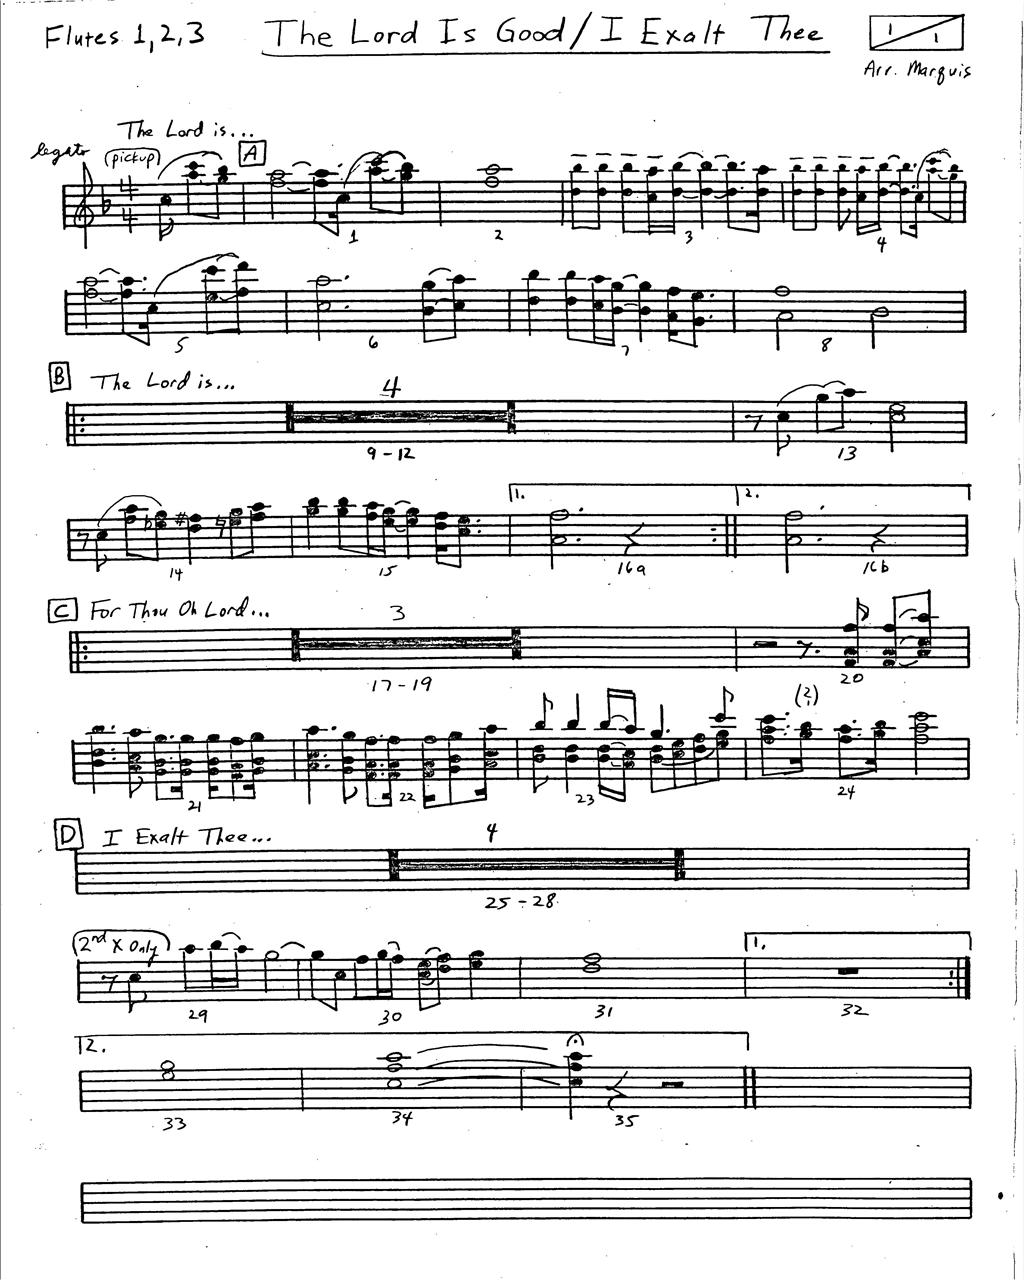 Flutes 1, 2, 3 The Lord Is Good / I Exalt Thee 1/1
Arr. Marquis
The Lord is...
legato (pickup) A
4
4
1 2 3 4
5 6 7 8
B The Lord is... 4
9-12 13
1. 2.
14 15 16a 16b
C For Thou Oh Lord... 3
17-19 20
(21)
21 22 23 24
D I Exalt Thee... 4
25-28
2nd X Only 1.
29 30 31 32
2.
33 34 35